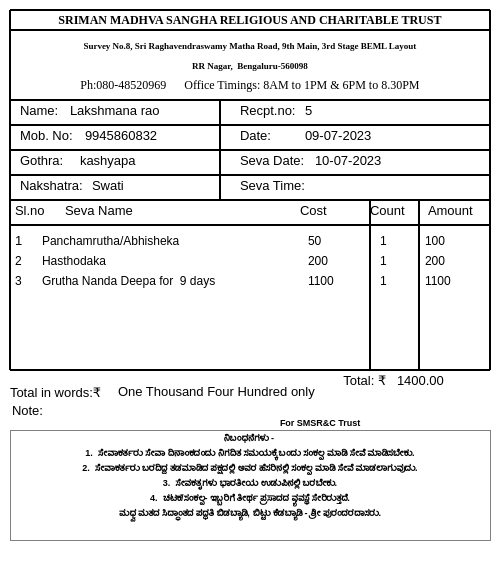 SRIMAN MADHVA SANGHA RELIGIOUS AND CHARITABLE TRUST
Survey No.8, Sri Raghavendraswamy Matha Road, 9th Main, 3rd Stage BEML Layout
RR Nagar, Bengaluru-560098
Ph:080-48520969 Office Timings: 8AM to 1PM & 6PM to 8.30PM
Name: Lakshmana rao Recpt.no: 5
Mob. No: 9945860832 Date: 09-07-2023
Gothra: kashyapa Seva Date: 10-07-2023
Nakshatra: Swati Seva Time:
Sl.no Seva Name Cost Count Amount
1 Panchamrutha/Abhisheka 50 1 100
2 Hasthodaka 200 1 200
3 Grutha Nanda Deepa for 9 days 1100 1 1100
Total: ₹ 1400.00
Total in words:₹ One Thousand Four Hundred only
Note:
For SMSR&C Trust
ನಿಬಂಧನೆಗಳು -
1. ಸೇವಾಕರ್ತರು ಸೇವಾ ದಿನಾಂಕದಂದು ನಿಗದಿತ ಸಮಯಕ್ಕೆ ಬಂದು ಸಂಕಲ್ಪ ಮಾಡಿ ಸೇವೆ ಮಾಡಿಸಬೇಕು.
2. ಸೇವಾಕರ್ತರು ಬರದಿದ್ದ ತಡಮಾಡಿದ ಪಕ್ಷದಲ್ಲಿ ಅವರ ಹೆಸರಿನಲ್ಲಿ ಸಂಕಲ್ಪ ಮಾಡಿ ಸೇವೆ ಮಾಡಲಾಗುವುದು.
3. ಸೇವಕತೃಗಳು ಭಾರತೀಯ ಉಡುಪಿನಲ್ಲಿ ಬರಬೇಕು.
4. ಇಬ್ಬರಿಗೆ ತೀರ್ಥ ಪ್ರಸಾದದ ವ್ಯವಸ್ಥೆ ಸೇರಿರುತ್ತದೆ.
ಮಧ್ವ ಮತದ ಸಿದ್ಧಾಂತದ ಪದ್ಧತಿ ಬಿಡಬ್ಯಾಡಿ, ಬಿಟ್ಟು ಕೆಡಬ್ಯಾಡಿ - ಶ್ರೀ ಪುರಂದರದಾಸರು.